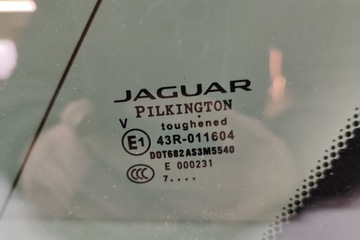 JAGUAR
PILKINGTON
V toughened
E1 43R-011604
DOT682AS3M5540
CCC E 000231
7....